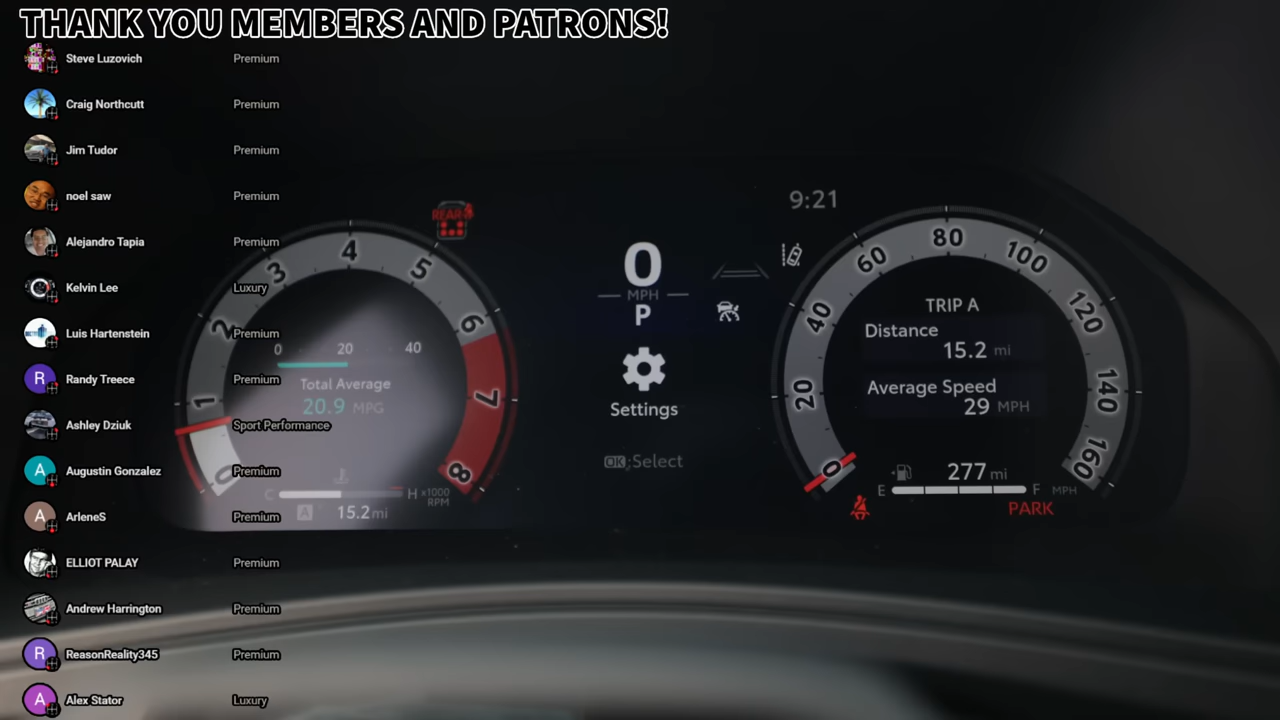 THANK YOU MEMBERS AND PATRONS!
Steve Luzovich Premium
Craig Northcutt Premium
Jim Tudor Premium
noel saw Premium
Alejandro Tapia Premium
Kelvin Lee Luxury
Luis Hartenstein Premium
Randy Treece Premium
Ashley Dziuk Sport Performance
Augustin Gonzalez Premium
ArleneS Premium
ELLIOT PALAY Premium
Andrew Harrington Premium
ReasonReality345 Premium
Alex Stator Luxury
R
A
A
R
A
REAR
0 1 2 3 4 5 6 7 8
0 20 40
Total Average
20.9 MPG
C H x1000
RPM
A 15.2 mi
0
MPH
P
Settings
OK:Select
9:21
0 20 40 60 80 100 120 140 160
TRIP A
Distance
15.2 mi
Average Speed
29 MPH
277 mi
E F MPH
PARK